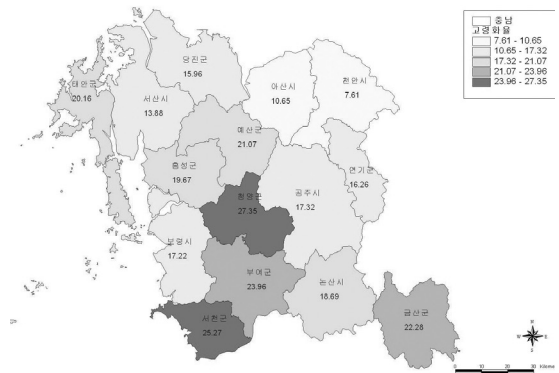 충남
고령화율
7.61 - 10.65
10.65 - 17.32
17.32 - 21.07
21.07 - 23.96
23.96 - 27.35
당진군
15.96
태안군
20.16
서산시
13.88
아산시
10.65
천안시
7.61
예산군
21.07
홍성군
19.67
연기군
16.26
공주시
17.32
청양군
27.35
보령시
17.22
부여군
23.96
논산시
18.69
서천군
25.27
금산군
22.28
N
W
E
S
0
10
20
30